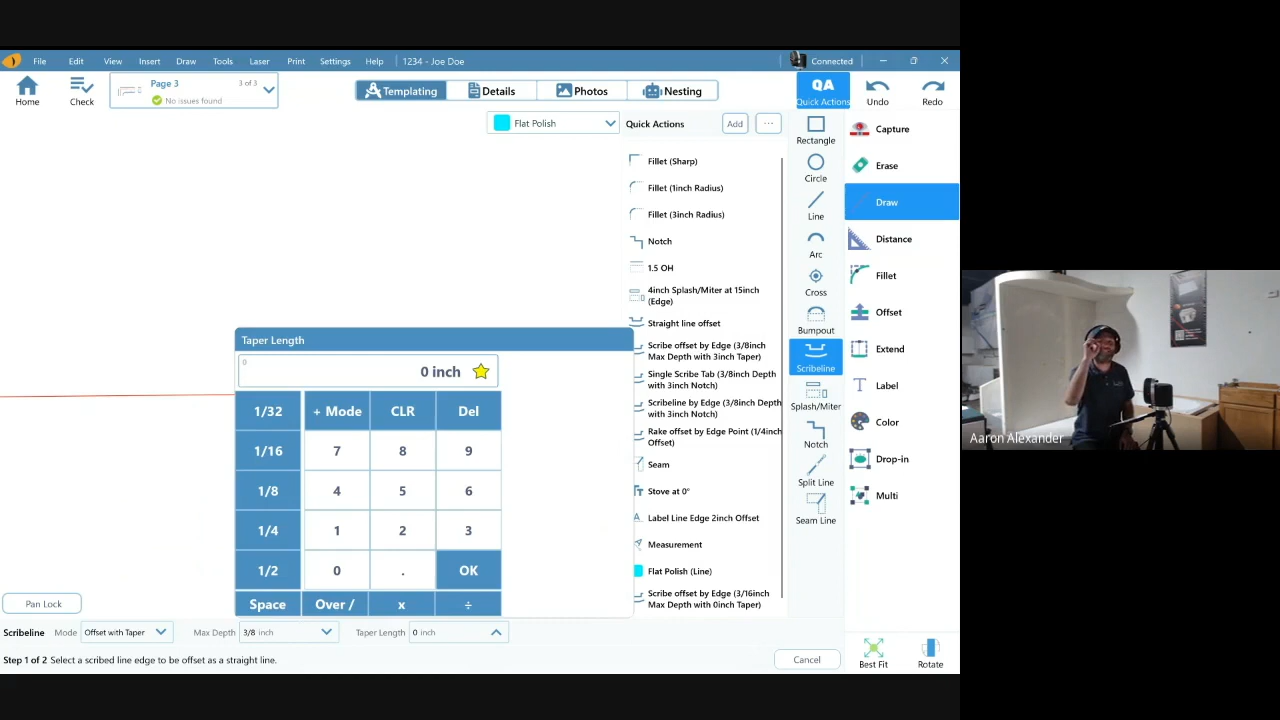 File Edit View Insert Draw Tools Laser Print Settings Help 1234 - Joe Doe Connected
Home
Check
Page 3
3 of 3
No issues found
Templating Details Photos Nesting
QA
Quick Actions
Undo
Redo
Flat Polish
Quick Actions Add ...
Fillet (Sharp)
Fillet (1inch Radius)
Fillet (3inch Radius)
Notch
1.5 OH
4inch Splash/Miter at 15inch
(Edge)
Straight line offset
Scribe offset by Edge (3/8inch
Max Depth with 3inch Taper)
Single Scribe Tab (3/8inch Depth
with 3inch Notch)
Scribeline by Edge (3/8inch Depth
with 3inch Notch)
Rake offset by Edge Point (1/4inch
Offset)
Seam
Stove at 0°
Label Line Edge 2inch Offset
Measurement
Flat Polish (Line)
Scribe offset by Edge (3/16inch
Max Depth with 0inch Taper)
Rectangle
Circle
Line
Arc
Cross
Bumpout
Scribeline
Splash/Miter
Notch
Split Line
Seam Line
Capture
Erase
Draw
Distance
Fillet
Offset
Extend
Label
Color
Drop-in
Multi
Best Fit
Rotate
Taper Length
0
0 inch
1/32 + Mode CLR Del
1/16 7 8 9
1/8 4 5 6
1/4 1 2 3
1/2 0 . OK
Space Over / x ÷
Pan Lock
Scribeline Mode Offset with Taper Max Depth 3/8 inch Taper Length 0 inch
Step 1 of 2 Select a scribed line edge to be offset as a straight line.
Cancel
Aaron Alexander